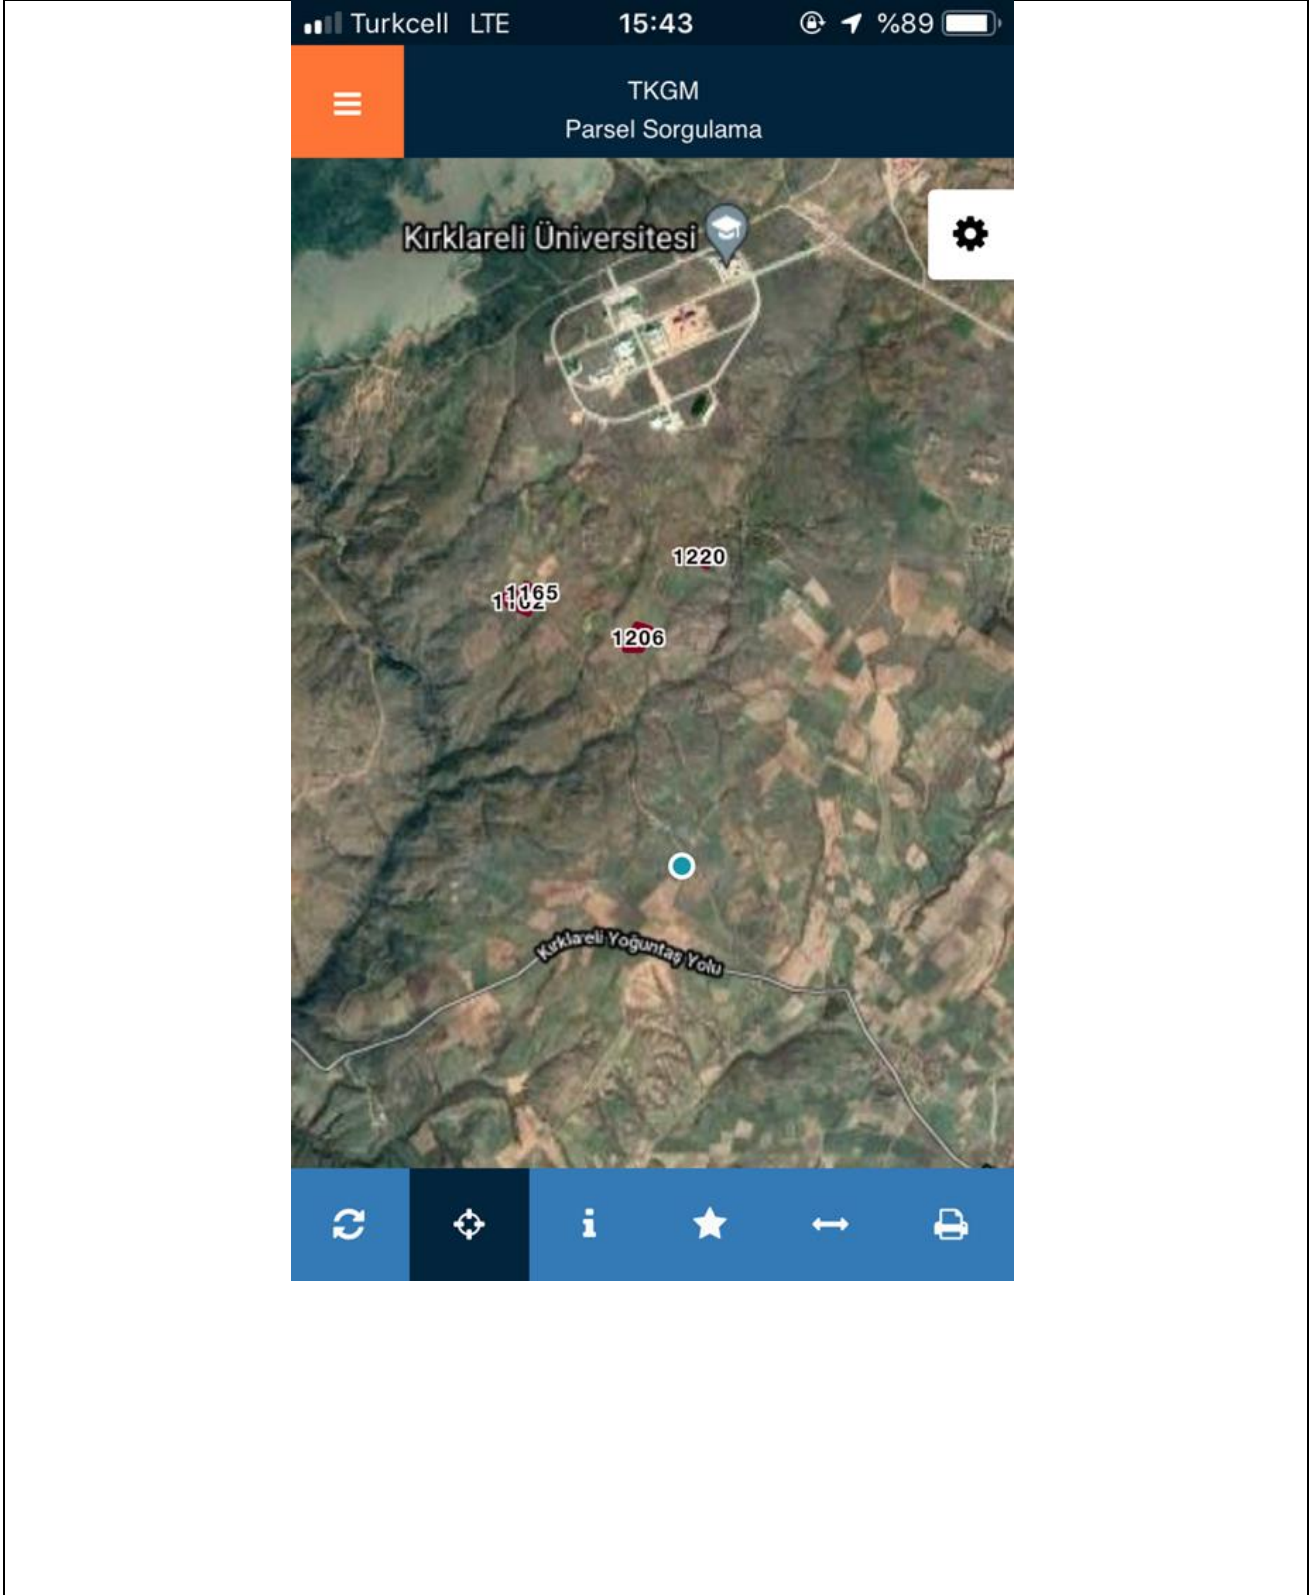 Turkcell LTE 15:43 %89
TKGM
Parsel Sorgulama
Kırklareli Üniversitesi
1220
1165
1206
Kırklareli Yoğuntaş Yolu